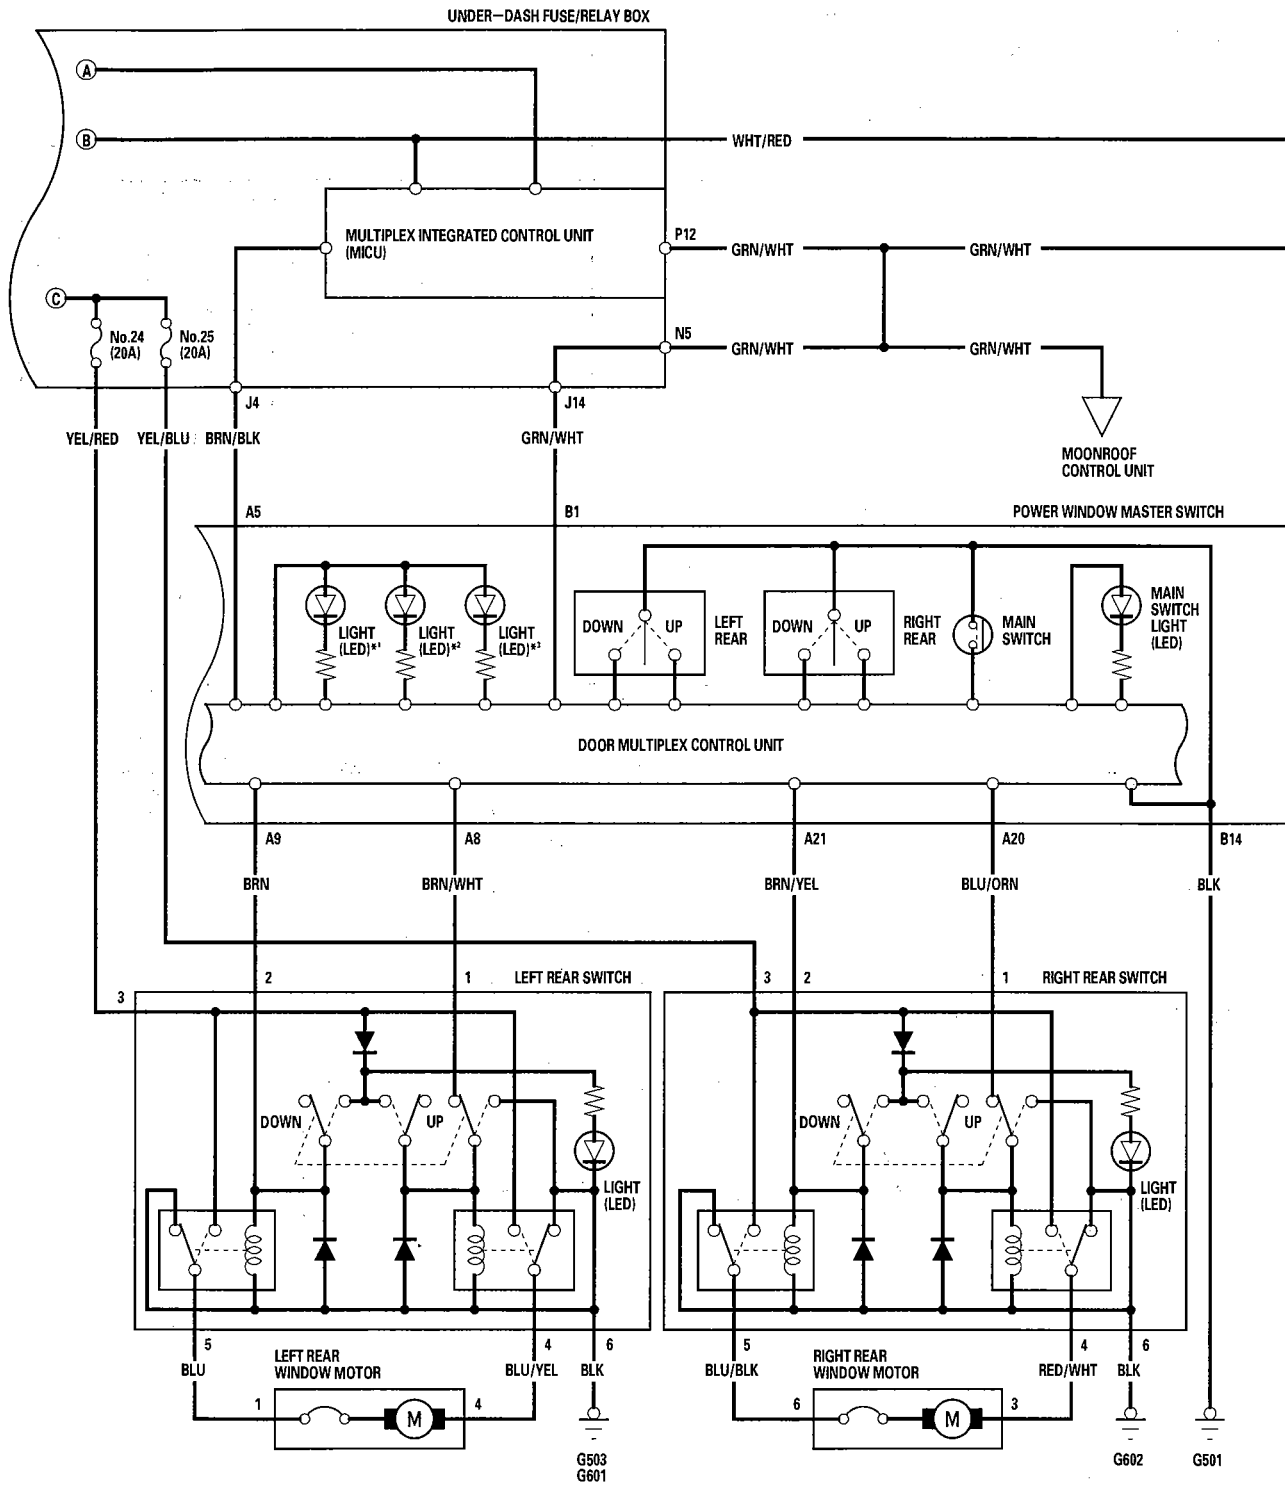 UNDER–DASH FUSE/RELAY BOX
A
B
WHT/RED
MULTIPLEX INTEGRATED CONTROL UNIT
(MICU)
P12
GRN/WHT
GRN/WHT
C
No.24
(20A)
No.25
(20A)
N5
GRN/WHT
GRN/WHT
J4
J14
YEL/RED
YEL/BLU
BRN/BLK
GRN/WHT
MOONROOF
CONTROL UNIT
A5
B1
POWER WINDOW MASTER SWITCH
LIGHT
(LED)*1
LIGHT
(LED)*2
LIGHT
(LED)*3
DOWN
UP
LEFT
REAR
DOWN
UP
RIGHT
REAR
MAIN
SWITCH
MAIN
SWITCH
LIGHT
(LED)
DOOR MULTIPLEX CONTROL UNIT
A9
A8
A21
A20
B14
BRN
BRN/WHT
BRN/YEL
BLU/ORN
BLK
3
2
1
LEFT REAR SWITCH
3
2
1
RIGHT REAR SWITCH
DOWN
UP
LIGHT
(LED)
DOWN
UP
LIGHT
(LED)
5
4
6
5
4
6
BLU
LEFT REAR
WINDOW MOTOR
BLU/YEL
BLK
BLU/BLK
RIGHT REAR
WINDOW MOTOR
RED/WHT
BLK
1
M
4
6
M
3
G503
G601
G602
G501